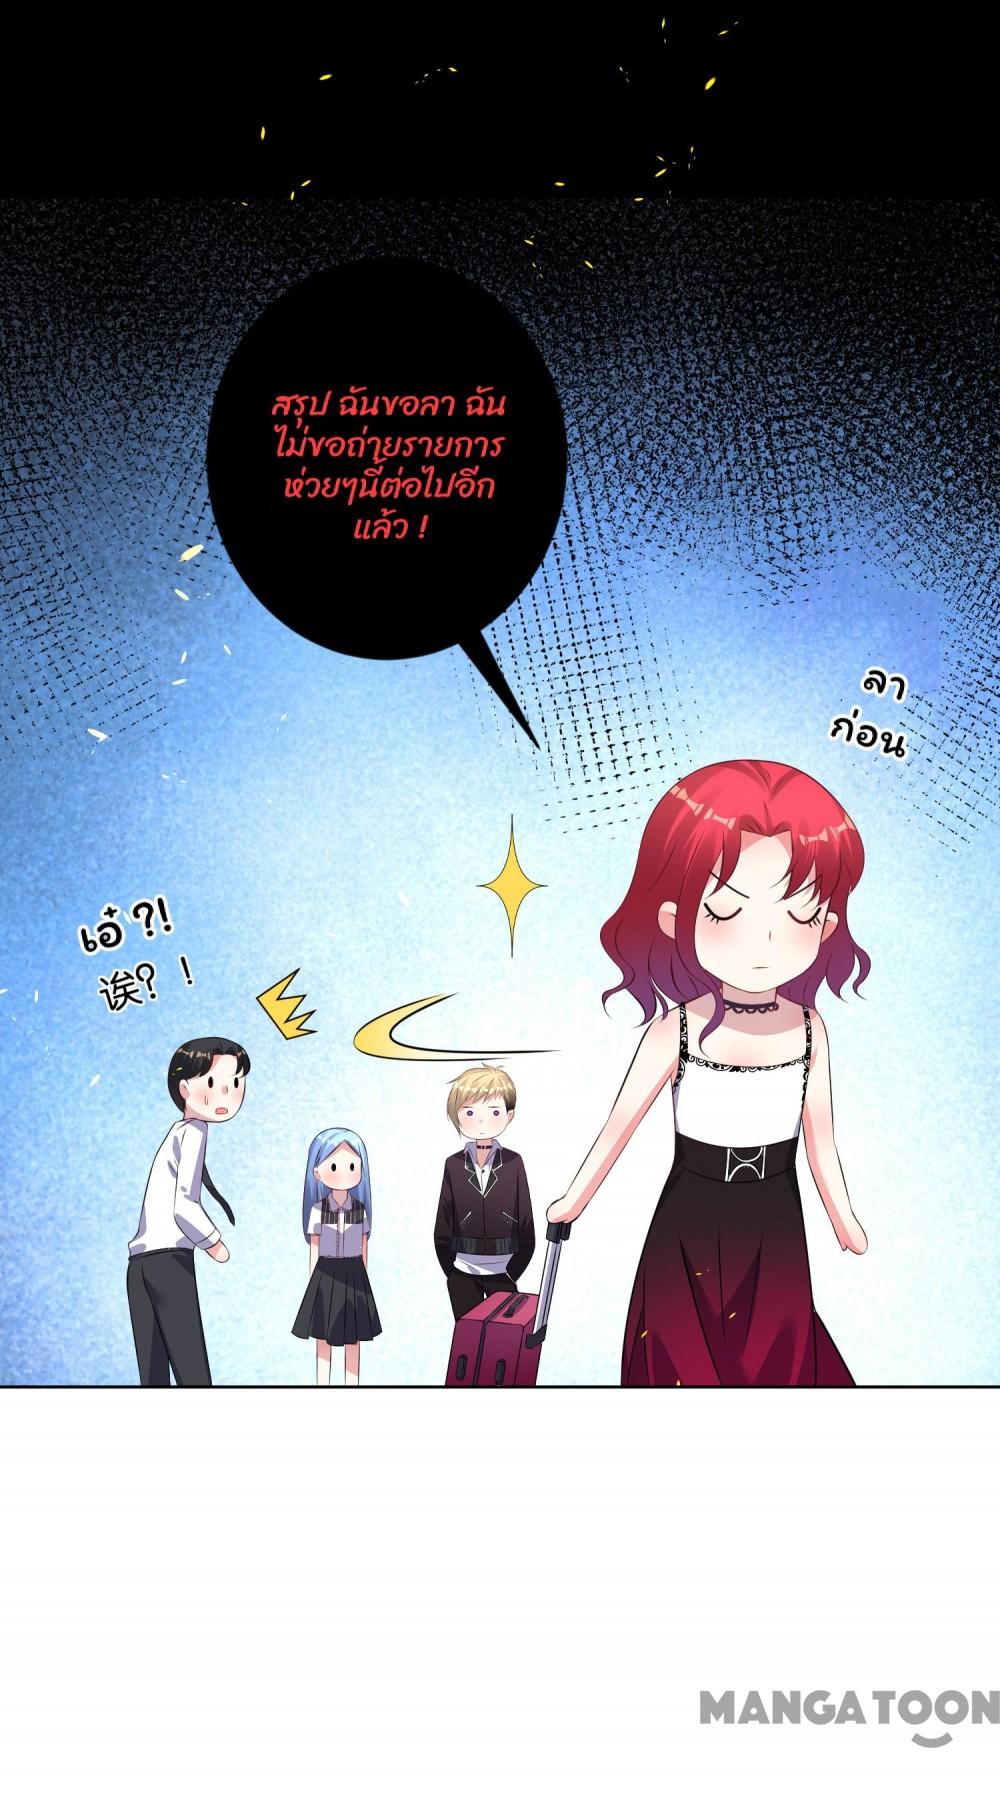 สรุป ฉันขอลา ฉัน
ไม่ขอถ่ายรายการ
ห่วยๆนี้ต่อไปอีก
แล้ว !
ลา
ก่อน
เอ๋ ?!
诶？！
MANGATOON